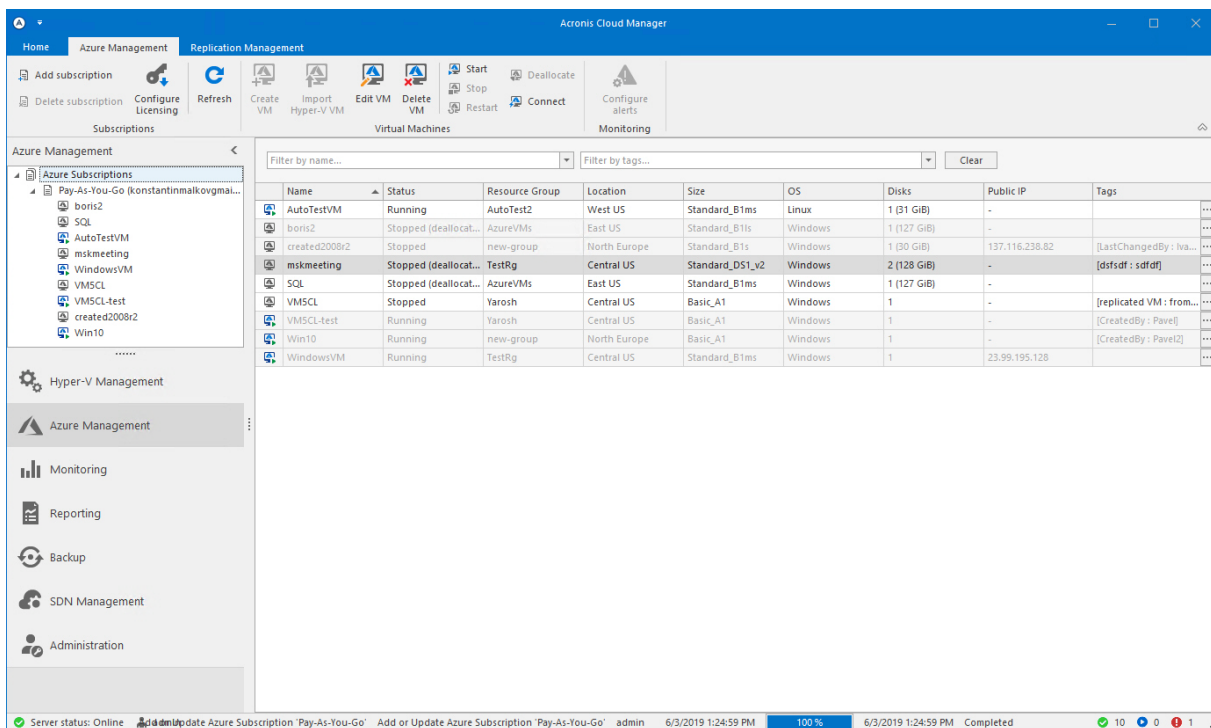 Acronis Cloud Manager
Home Azure Management Replication Management
Add subscription
Delete subscription
Configure Licensing
Refresh
Subscriptions
Create VM
Import Hyper-V VM
Edit VM
Delete VM
Start
Stop
Restart
Deallocate
Connect
Virtual Machines
Configure alerts
Monitoring
Azure Management
Azure Subscriptions
Pay-As-You-Go (konstantinmalkovgmai...
boris2
SQL
AutoTestVM
mskmeeting
WindowsVM
VM5CL
VM5CL-test
created2008r2
Win10
Hyper-V Management
Azure Management
Monitoring
Reporting
Backup
SDN Management
Administration
Filter by name... Filter by tags... Clear
Name Status Resource Group Location Size OS Disks Public IP Tags
AutoTestVM Running AutoTest2 West US Standard_B1ms Linux 1 (31 GiB) -
boris2 Stopped (deallocat... AzureVMs East US Standard_B1ls Windows 1 (127 GiB) -
created2008r2 Stopped new-group North Europe Standard_B1s Windows 1 (30 GiB) 137.116.238.82 [LastChangedBy : Iva...
mskmeeting Stopped (deallocat... TestRg Central US Standard_DS1_v2 Windows 2 (128 GiB) - [dsfsdf : sdfdf]
SQL Stopped (deallocat... AzureVMs East US Standard_B1ms Windows 1 (127 GiB) -
VM5CL Stopped Yarosh Central US Basic_A1 Windows 1 - [replicated VM : from...
VM5CL-test Running Yarosh Central US Basic_A1 Windows 1 - [CreatedBy : Pavel]
Win10 Running new-group North Europe Basic_A1 Windows 1 - [CreatedBy : Pavel2]
WindowsVM Running TestRg Central US Standard_B1ms Windows 1 23.99.195.128
Server status: Online Update Azure Subscription 'Pay-As-You-Go' Add or Update Azure Subscription 'Pay-As-You-Go' admin 6/3/2019 1:24:59 PM 100 % 6/3/2019 1:24:59 PM Completed 10 0 1